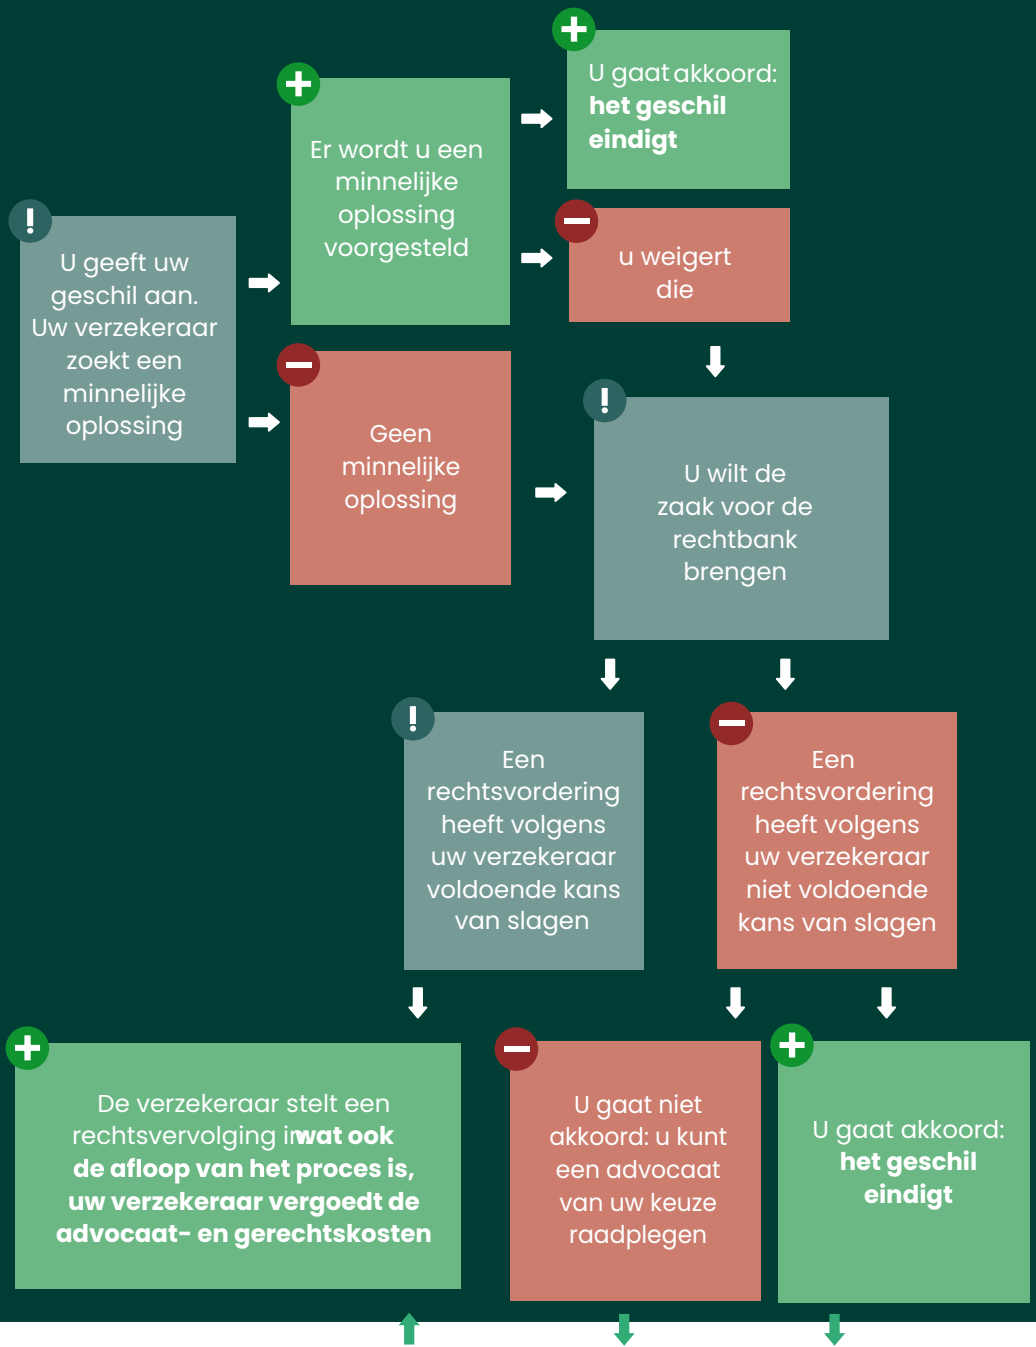 U geeft uw
geschil aan.
Uw verzekeraar
zoekt een
minnelijke
oplossing
Er wordt u een
minnelijke
oplossing
voorgesteld
U gaat akkoord:
het geschil
eindigt
u weigert
die
Geen
minnelijke
oplossing
U wilt de
zaak voor de
rechtbank
brengen
Een
rechtsvordering
heeft volgens
uw verzekeraar
voldoende kans
van slagen
Een
rechtsvordering
heeft volgens
uw verzekeraar
niet voldoende
kans van slagen
De verzekeraar stelt een
rechtsvervolging in wat ook
de afloop van het proces is,
uw verzekeraar vergoedt de
advocaat- en gerechtskosten
U gaat niet
akkoord: u kunt
een advocaat
van uw keuze
raadplegen
U gaat akkoord:
het geschil
eindigt